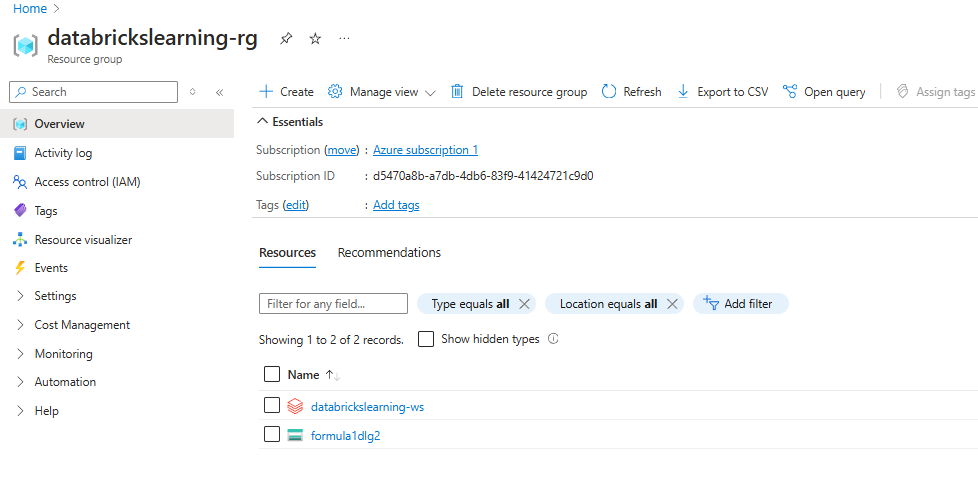 Home
databrickslearning-rg
Resource group
Search
Create Manage view Delete resource group Refresh Export to CSV Open query Assign tags
Overview
Activity log
Access control (IAM)
Tags
Resource visualizer
Events
Settings
Cost Management
Monitoring
Automation
Help
Essentials
Subscription (move) : Azure subscription 1
Subscription ID : d5470a8b-a7db-4db6-83f9-41424721c9d0
Tags (edit) : Add tags
Resources Recommendations
Filter for any field... Type equals all Location equals all Add filter
Showing 1 to 2 of 2 records. Show hidden types
Name
databrickslearning-ws
formula1dlg2